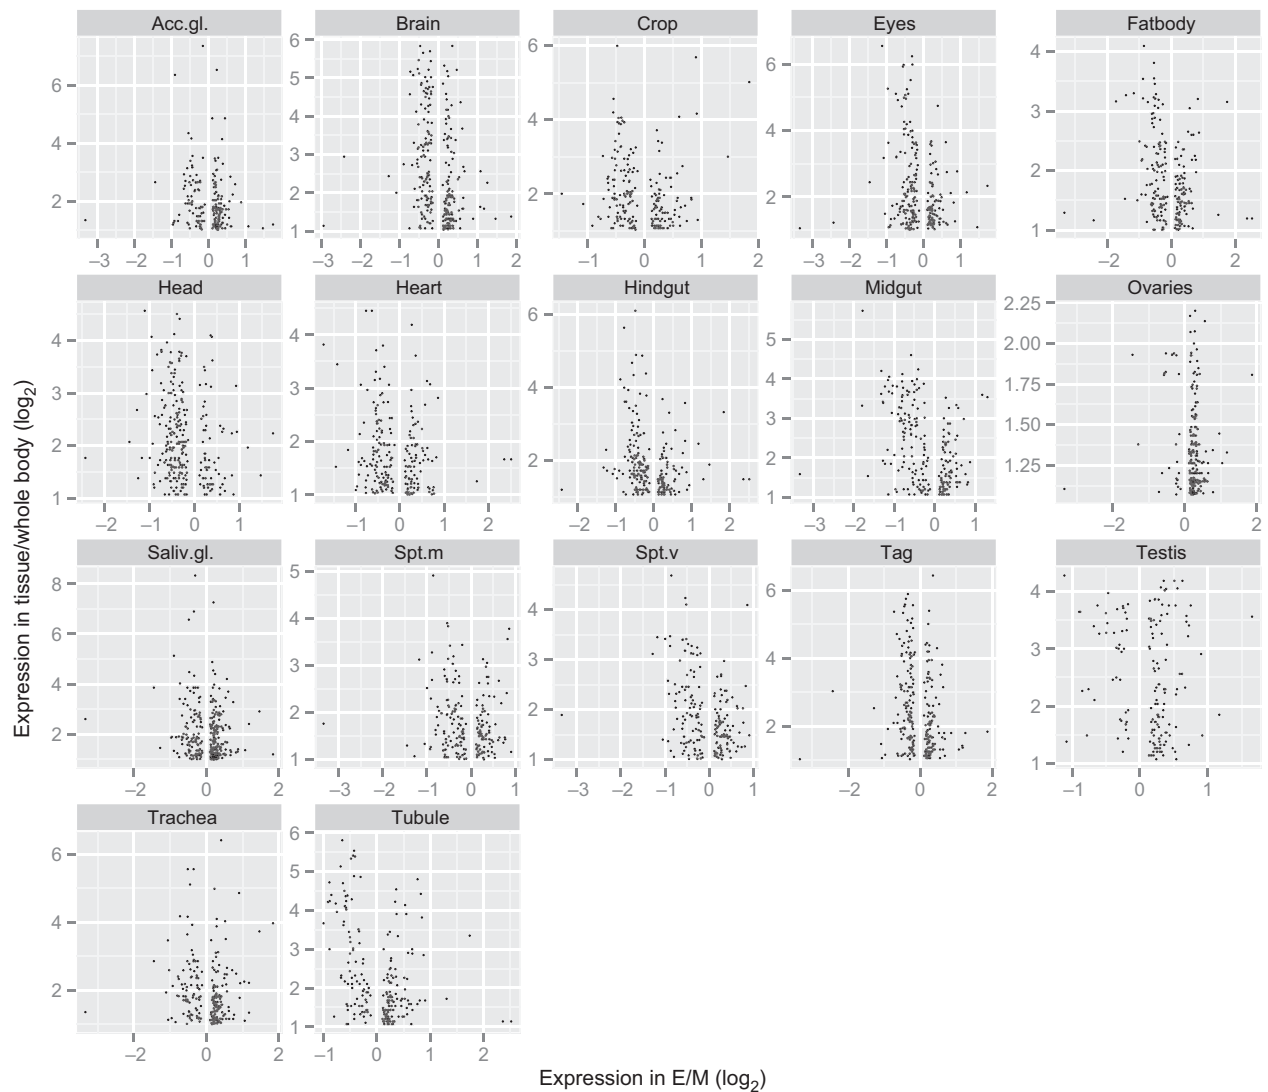 Acc.gl. Brain Crop Eyes Fatbody
6 4 2
6 5 4 3 2 1
6 4 2
6 4 2
4 3 2 1
−3 −2 −1 0 1
−3 −2 −1 0 1 2
−1 0 1 2
−3 −2 −1 0 1
−2 0 2
Head Heart Hindgut Midgut Ovaries
4 3 2 1
4 3 2 1
6 4 2
5 4 3 2 1
2.25 2.00 1.75 1.50 1.25
−2 −1 0 1
−1 0 1 2
−2 −1 0 1 2
−3 −2 −1 0 1
−2 0 2
Saliv.gl. Spt.m Spt.v Tag Testis
8 6 4 2
5 4 3 2 1
4 3 2 1
6 4 2
4 3 2 1
−2 0 2
−3 −2 −1 0 1
−3 −2 −1 0 1
−2 0 2
−1 0 1
Trachea Tubule
6 4 2
6 5 4 3 2 1
−2 0 2
−1 0 1 2
Expression in tissue/whole body (log2)
Expression in E/M (log2)